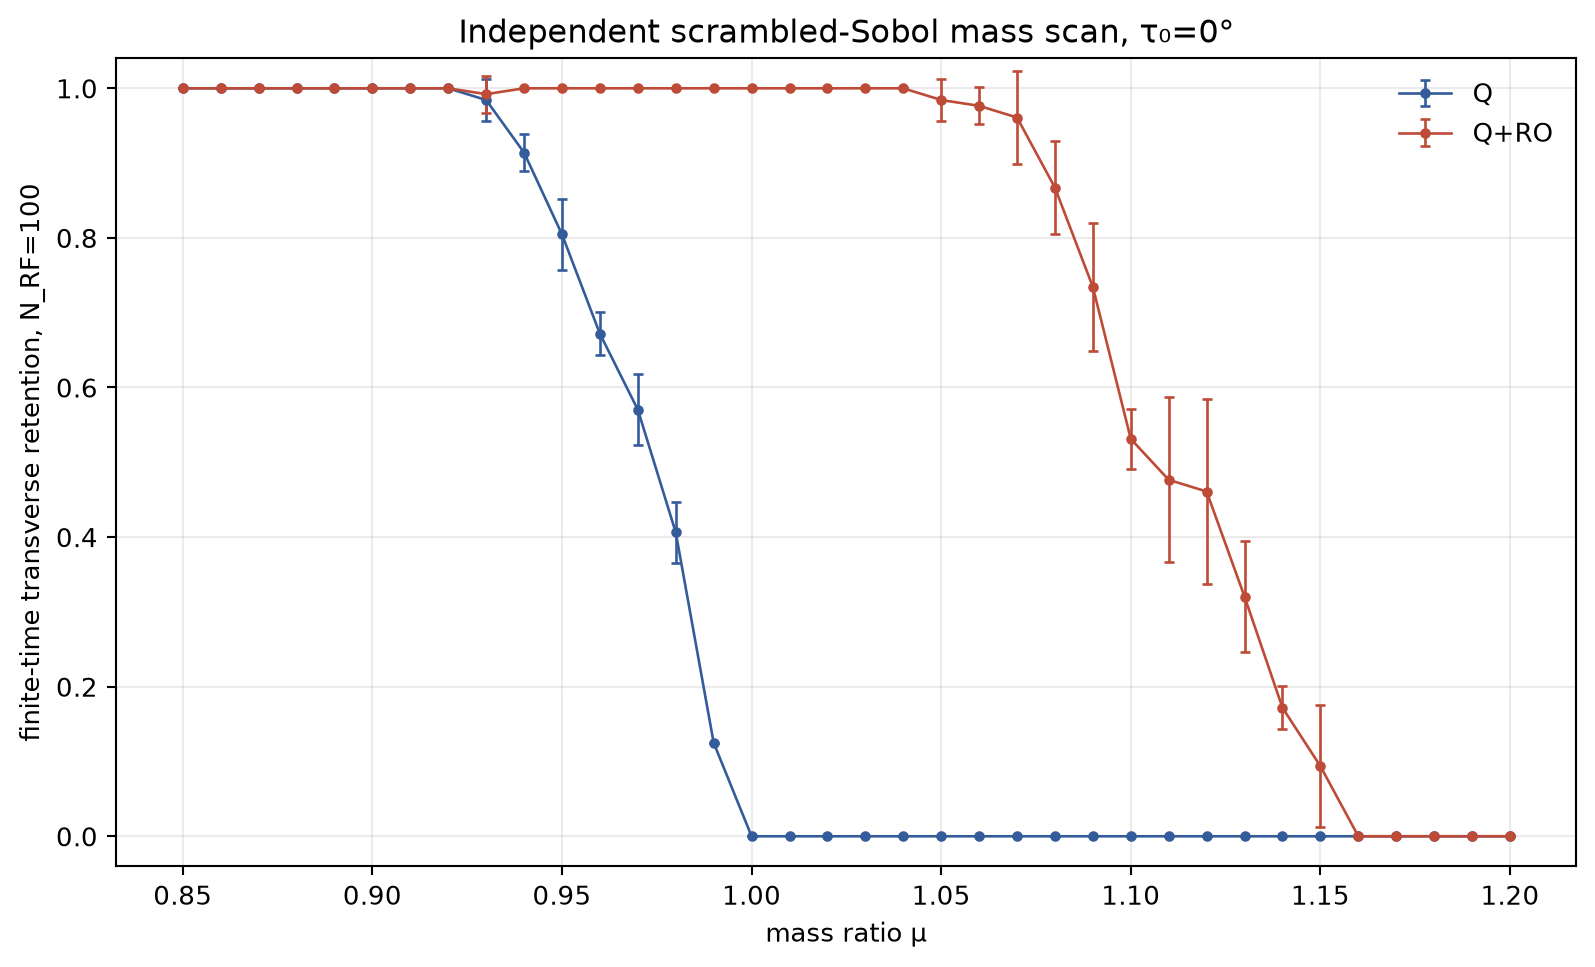 Independent scrambled-Sobol mass scan, τ₀=0°
finite-time transverse retention, N_RF=100
1.0
0.8
0.6
0.4
0.2
0.0
Q
Q+RO
0.85 0.90 0.95 1.00 1.05 1.10 1.15 1.20
mass ratio μ